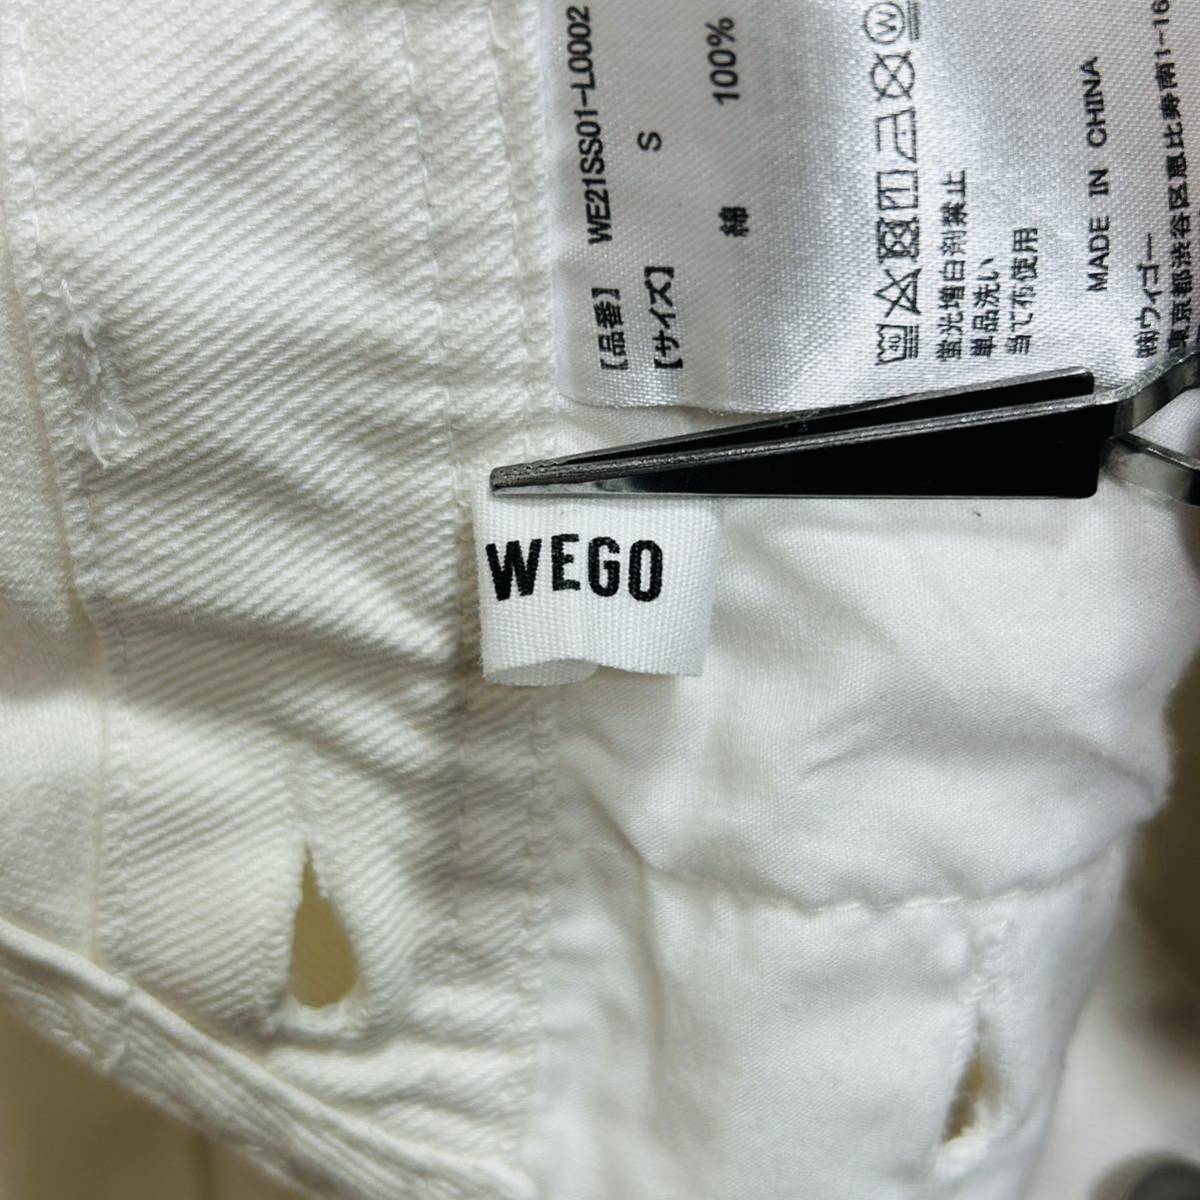 【品番】 WE21SS01-L0002
【サイズ】 S
綿 100%
蛍光増白剤禁止
単品洗い
当て布使用
MADE IN CHINA
㈱ウィゴー
東京都渋谷区恵比寿南1-16
WEGO